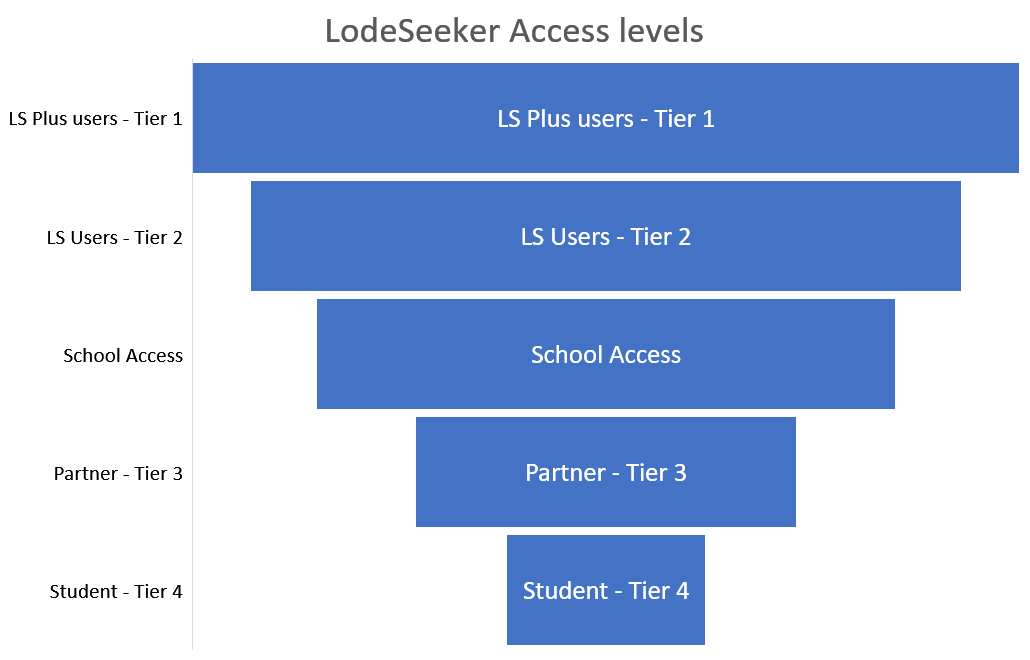 LodeSeeker Access levels
LS Plus users - Tier 1
LS Plus users - Tier 1
LS Users - Tier 2
LS Users - Tier 2
School Access
School Access
Partner - Tier 3
Partner - Tier 3
Student - Tier 4
Student - Tier 4